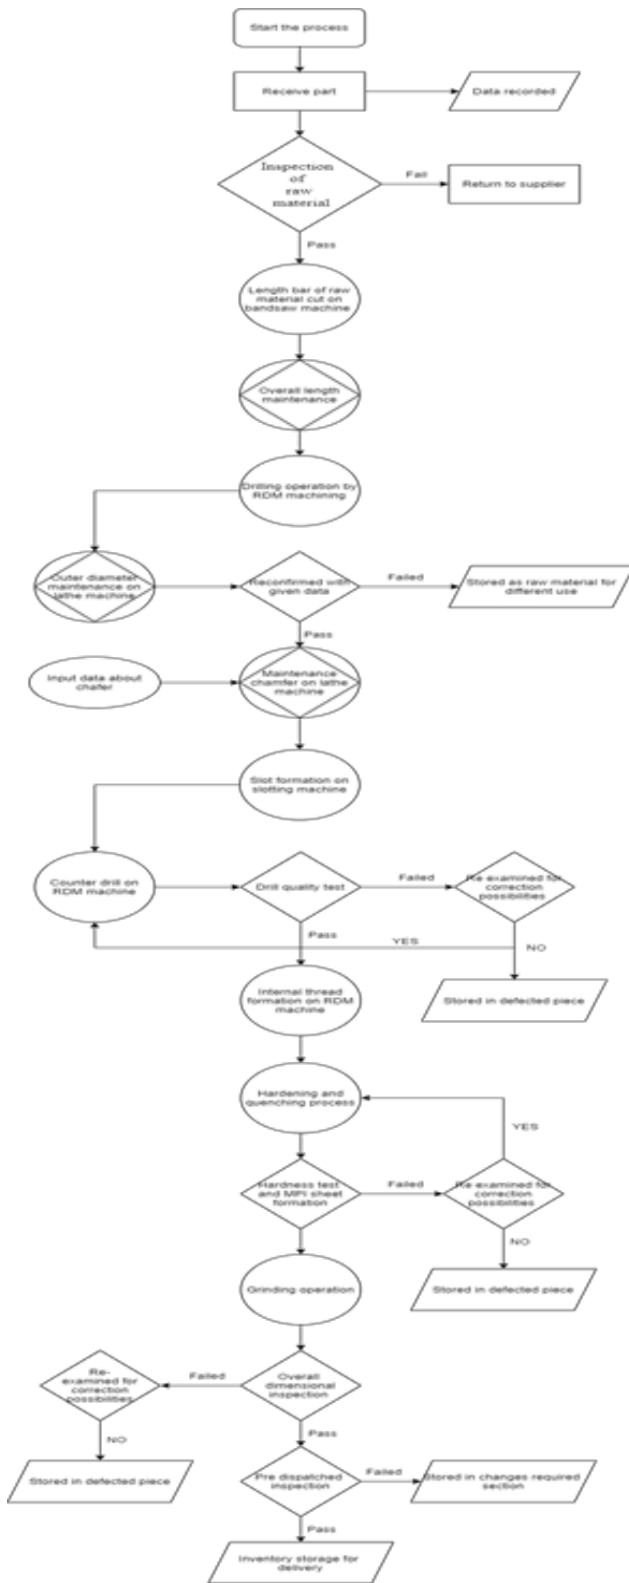 Start the process
Receive part
Data recorded
Inspection
of
raw
material
Fail
Return to supplier
Pass
Length bar of raw
material cut on
bandsaw machine
Overall length
maintenance
Drilling operation by
RDM machining
Outer diameter
maintenance on
lathe machine
Reconfirmed with
given data
Failed
Stored as raw material for
different use
Pass
Input data about
chafer
Maintenance
chamfer on lathe
machine
Slot formation on
slotting machine
Counter drill on
RDM machine
Drill quality test
Failed
Re examined for
correction
possibilities
Pass
YES
NO
Internal thread
formation on RDM
machine
Stored in defected piece
Hardening and
quenching process
YES
Hardness test
and MPI sheet
formation
Failed
Re examined for
correction
possibilities
NO
Grinding operation
Stored in defected piece
Re-
examined for
correction
possibilities
Failed
Overall
dimensional
inspection
NO
Pass
Stored in defected piece
Pre dispatched
inspection
Failed
Stored in changes required
section
Pass
Inventory storage for
delivery